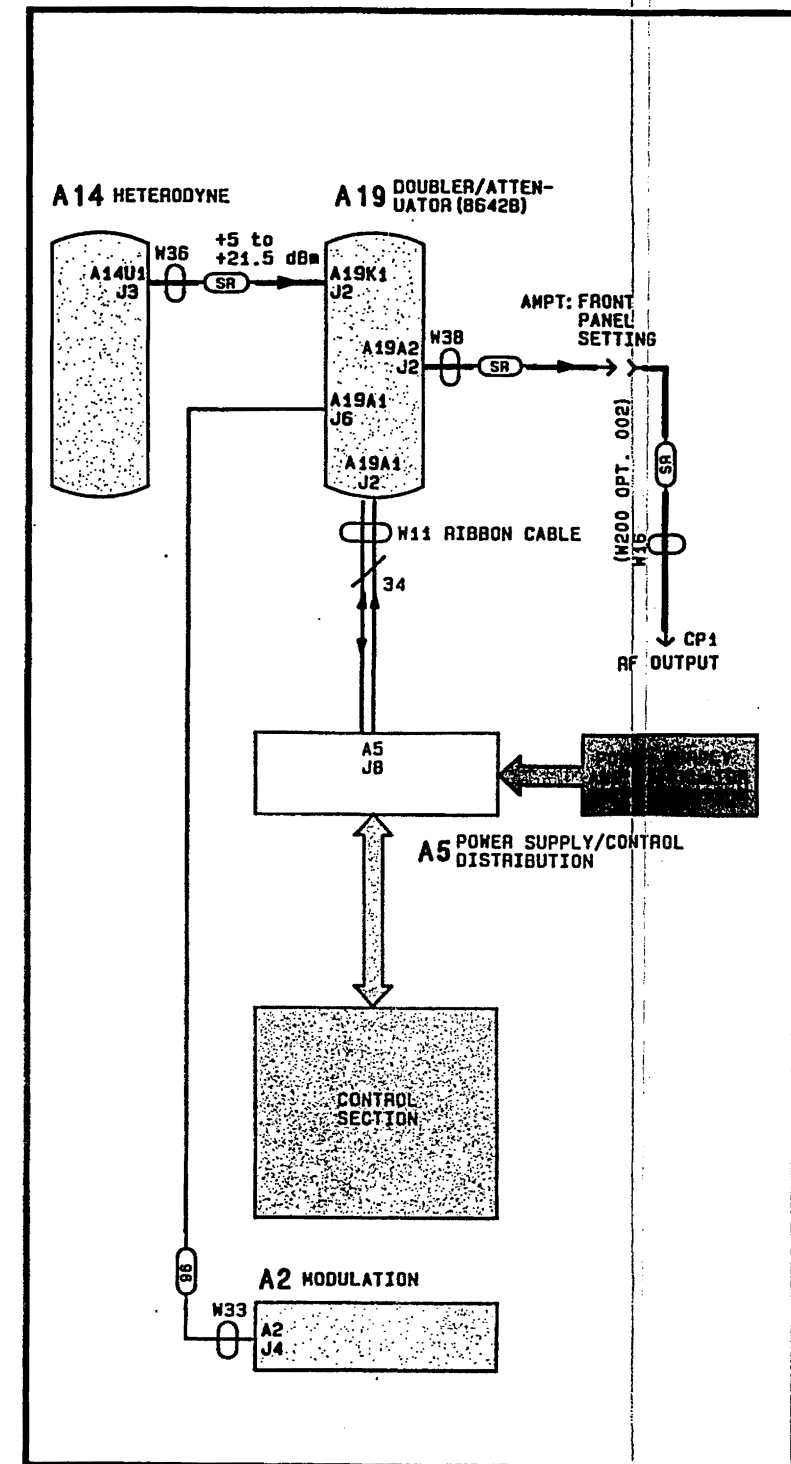 A14 HETERODYNE
A19 DOUBLER/ATTEN-
UATOR (8642B)
W36
+5 to
+21.5 dBm
A14U1
J3
SR
A19K1
J2
AMPT: FRONT
PANEL
SETTING
A19A2
J2
W38
SR
A19A1
J6
A19A1
J2
(W200 OPT. 002)
W16
SR
W11 RIBBON CABLE
34
CP1
RF OUTPUT
A5
J8
A5 POWER SUPPLY/CONTROL
DISTRIBUTION
CONTROL
SECTION
96
A2 MODULATION
W33
A2
J4